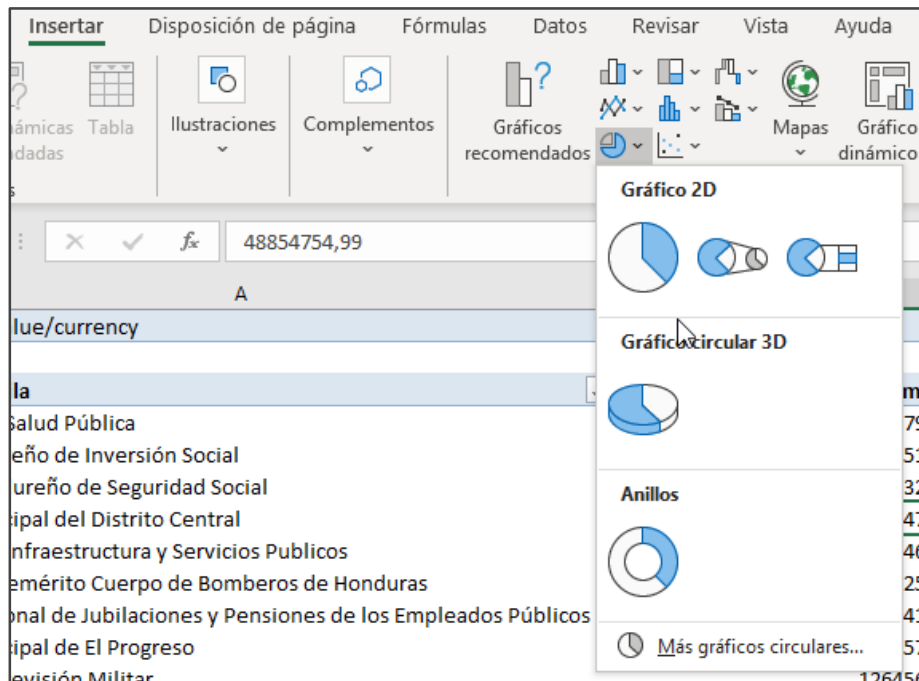 Insertar Disposición de página Fórmulas Datos Revisar Vista Ayuda
Tabla Ilustraciones Complementos Gráficos recomendados Mapas Gráfico dinámico
fx 48854754,99
A
lue/currency
la
Salud Pública
eño de Inversión Social
ureño de Seguridad Social
ipal del Distrito Central
nfraestructura y Servicios Publicos
emérito Cuerpo de Bomberos de Honduras
onal de Jubilaciones y Pensiones de los Empleados Públicos
ipal de El Progreso
Militar
Gráfico 2D
Gráfico circular 3D
Anillos
Más gráficos circulares...